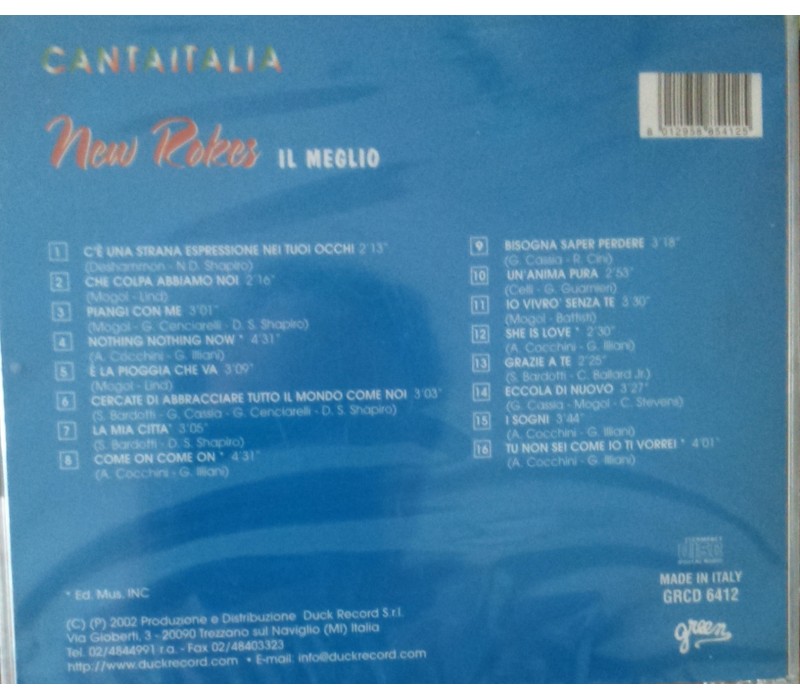 CANTAITALIA
New Rokes IL MEGLIO
1 C'È UNA STRANA ESPRESSIONE NEI TUOI OCCHI 2'13"
(Deshammon - N.D. Shapiro)
2 CHE COLPA ABBIAMO NOI 2'16"
(Mogol - Lind)
3 PIANGI CON ME 3'01"
(Mogol - G. Cenciarelli - D. S. Shapiro)
4 NOTHING NOTHING NOW * 4'31"
(A. Cocchini - G. Illiani)
5 È LA PIOGGIA CHE VA 3'09"
(Mogol - Lind)
6 CERCATE DI ABBRACCIARE TUTTO IL MONDO COME NOI 3'03"
(S. Bardotti - G. Cassia - G. Cenciarelli - D. S. Shapiro)
7 LA MIA CITTA' 3'05"
(S. Bardotti - D. S. Shapiro)
8 COME ON COME ON * 4'31"
(A. Cocchini - G. Illiani)
9 BISOGNA SAPER PERDERE 3'18"
(G. Cassia - R. Cini)
10 UN'ANIMA PURA 2'53"
(Celli - G. Guarnieri)
11 IO VIVRO' SENZA TE 3'30"
(Mogol - Battisti)
12 SHE IS LOVE * 2'30"
(A. Cocchini - G. Illiani)
13 GRAZIE A TE 2'25"
(S. Bardotti - C. Ballard Jr.)
14 ECCOLA DI NUOVO 3'27"
(G. Cassia - Mogol - C. Stevens)
15 I SOGNI 3'44"
(A. Cocchini - G. Illiani)
16 TU NON SEI COME IO TI VORREI * 4'01"
(A. Cocchini - G. Illiani)
* Ed. Mus. INC
(C) (P) 2002 Produzione e Distribuzione Duck Record S.r.l.
Via Gioberti, 3 - 20090 Trezzano sul Naviglio (MI) Italia
Tel. 02/4844991 r.a. - Fax 02/48403323
http://www.duckrecord.com • E-mail: info@duckrecord.com
COMPACT
DISC
DIGITAL AUDIO
MADE IN ITALY
GRCD 6412
green